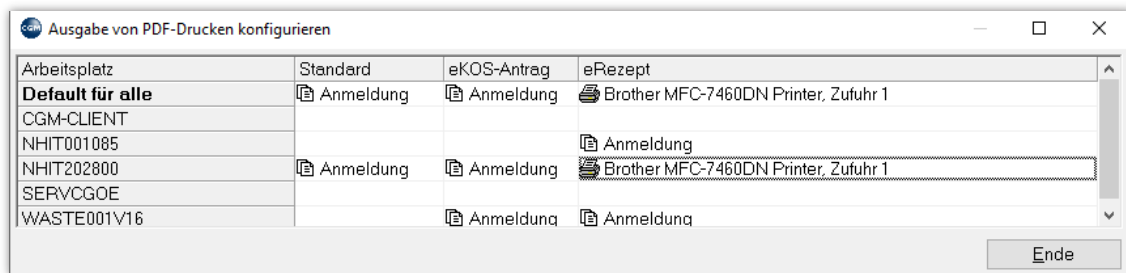 CGM Ausgabe von PDF-Drucken konfigurieren
Arbeitsplatz Standard eKOS-Antrag eRezept
Default für alle Anmeldung Anmeldung Brother MFC-7460DN Printer, Zufuhr 1
CGM-CLIENT
NHIT001085 Anmeldung
NHIT202800 Anmeldung Anmeldung Brother MFC-7460DN Printer, Zufuhr 1
SERVCGOE
WASTE001V16 Anmeldung Anmeldung
Ende